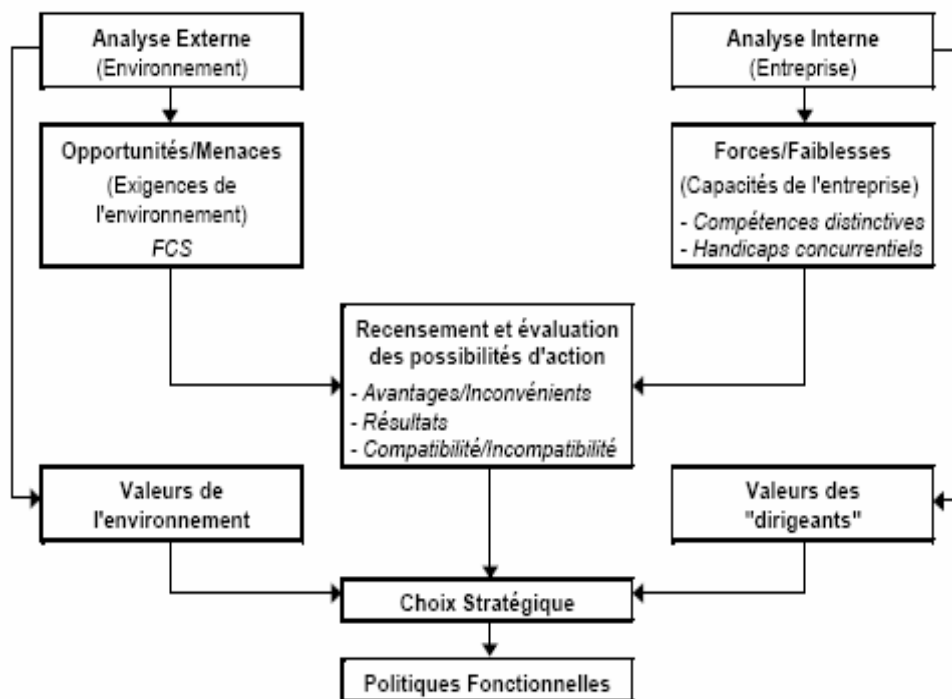 Analyse Externe
(Environnement)
Analyse Interne
(Entreprise)
Opportunités/Menaces
(Exigences de
l'environnement)
FCS
Forces/Faiblesses
(Capacités de l'entreprise)
- Compétences distinctives
- Handicaps concurrentiels
Recensement et évaluation
des possibilités d'action
- Avantages/Inconvénients
- Résultats
- Compatibilité/Incompatibilité
Valeurs de
l'environnement
Valeurs des
"dirigeants"
Choix Stratégique
Politiques Fonctionnelles